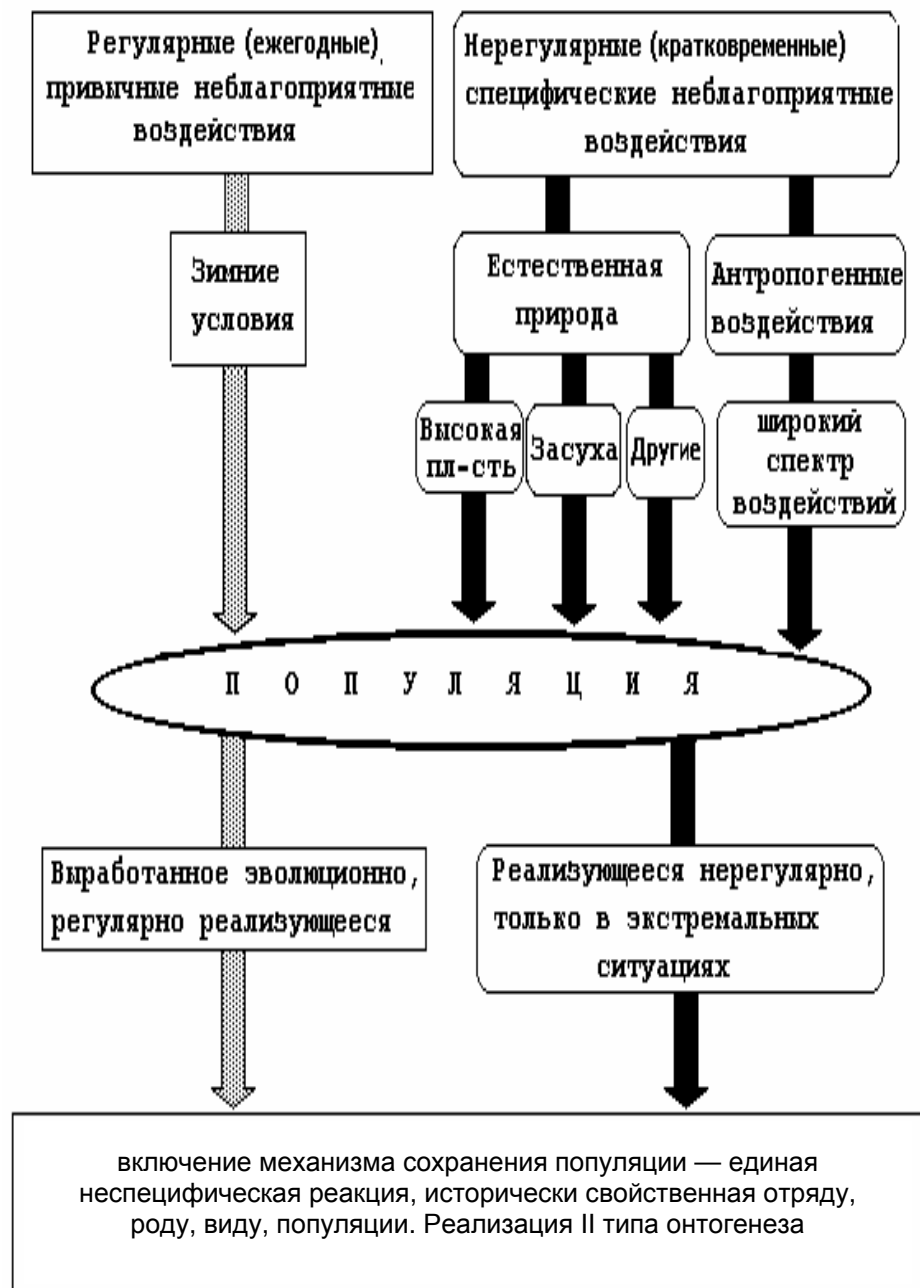 Регулярные (ежегодные)
привычные неблагоприятные
воздействия
Нерегулярные (кратковременные)
специфические неблагоприятные
воздействия
Зимние
условия
Естественная
природа
Антропогенные
воздействия
Высокая
пл-сть
Засуха
Другие
широкий
спектр
воздействий
П О П У Л Я Ц И Я
Выработанное эволюционно,
регулярно реализующееся
Реализующееся нерегулярно,
только в экстремальных
ситуациях
включение механизма сохранения популяции — единая
неспецифическая реакция, исторически свойственная отряду,
роду, виду, популяции. Реализация II типа онтогенеза